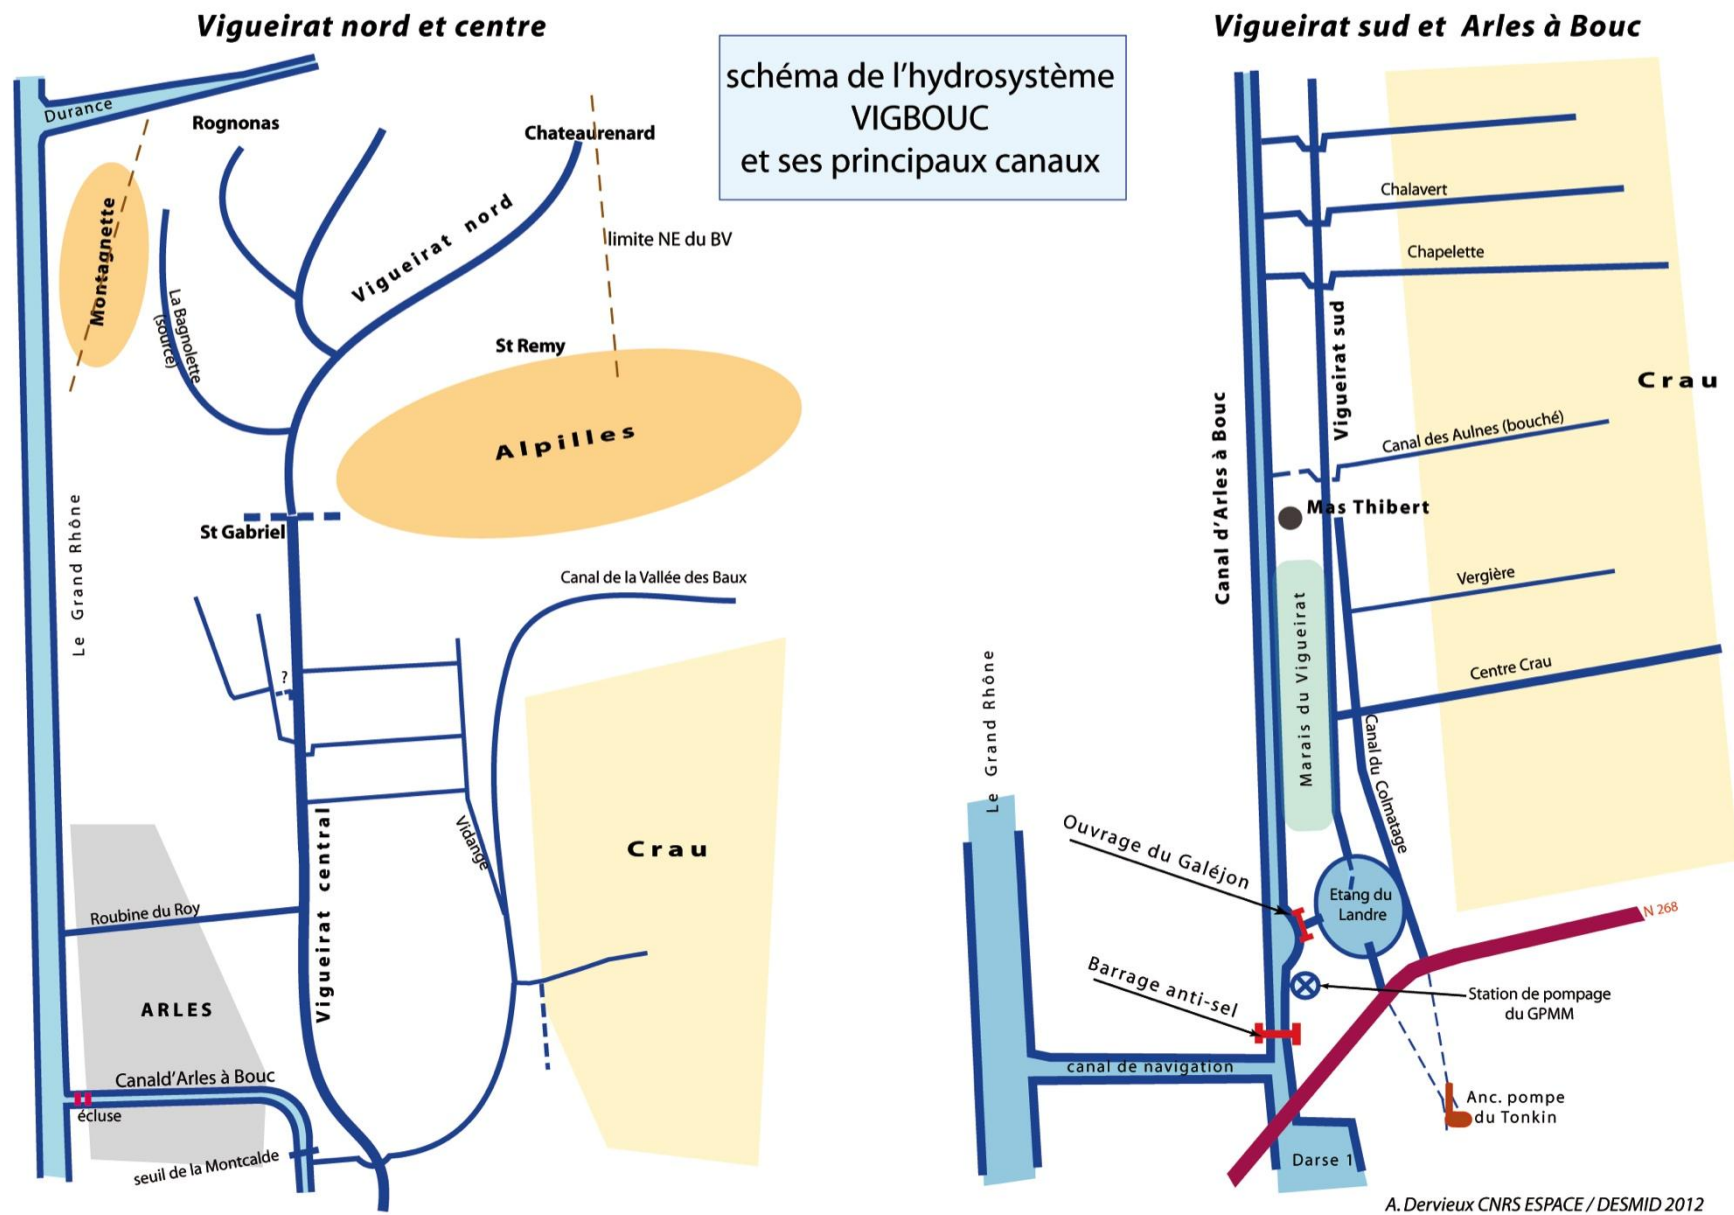 Vigueirat nord et centre
Vigueirat sud et Arles à Bouc
schéma de l'hydrosystème
VIGBOUC
et ses principaux canaux
Durance
Rognonas
Chateaurenard
Montagnette
La Bagnolette
(source)
Vigueirat nord
limite NE du BV
St Remy
Alpilles
Le Grand Rhône
St Gabriel
Canal de la Vallée des Baux
?
Vidange
Crau
Vigueirat central
Roubine du Roy
ARLES
Canald'Arles à Bouc
écluse
seuil de la Montcalde
Chalavert
Chapelette
Vigueirat sud
Crau
Canal d'Arles à Bouc
Canal des Aulnes (bouché)
Mas Thibert
Vergière
Marais du Vigueirat
Centre Crau
Canal du Colmatage
Le Grand Rhône
Ouvrage du Galéjon
Etang du
Landre
N 268
Barrage anti-sel
Station de pompage
du GPMM
canal de navigation
Anc. pompe
du Tonkin
Darse 1
A. Dervieux CNRS ESPACE / DESMID 2012